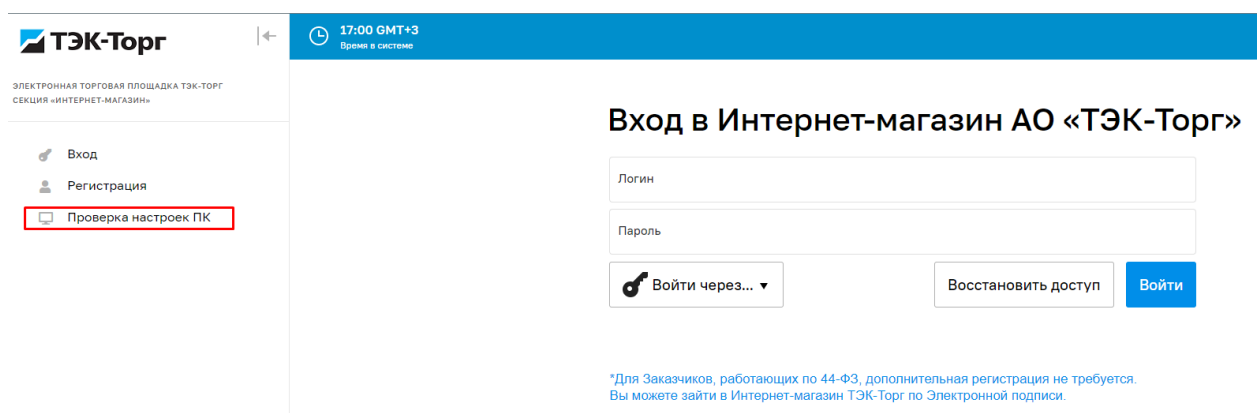 ТЭК-Торг
17:00 GMT+3
Время в системе
ЭЛЕКТРОННАЯ ТОРГОВАЯ ПЛОЩАДКА ТЭК-ТОРГ
СЕКЦИЯ «ИНТЕРНЕТ-МАГАЗИН»
Вход
Регистрация
Проверка настроек ПК
Вход в Интернет-магазин АО «ТЭК-Торг»
Логин
Пароль
Войти через...
Восстановить доступ
Войти
*Для Заказчиков, работающих по 44-ФЗ, дополнительная регистрация не требуется.
Вы можете зайти в Интернет-магазин ТЭК-Торг по Электронной подписи.